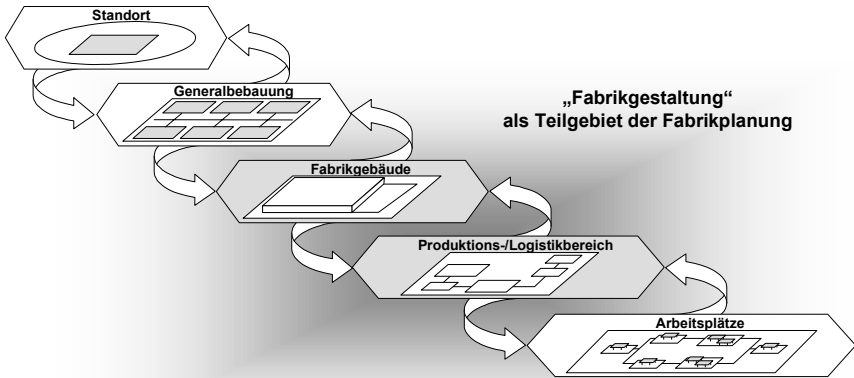 Standort
Generalbebauung
„Fabrikgestaltung“
als Teilgebiet der Fabrikplanung
Fabrikgebäude
Produktions-/Logistikbereich
Arbeitsplätze